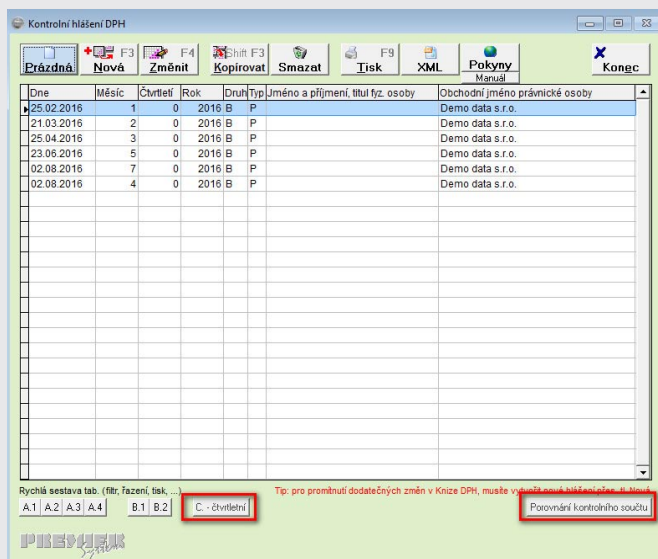 Kontrolní hlášení DPH
F3 F4 Shift F3 F9
Prázdná Nová Změnit Kopírovat Smazat Tisk XML Pokyny Konec
Manuál
Dne Měsíc Čtvrtletí Rok Druh Typ Jméno a příjmení, titul fyz. osoby Obchodní jméno právnické osoby
25.02.2016 1 0 2016 B P Demo data s.r.o.
21.03.2016 2 0 2016 B P Demo data s.r.o.
25.04.2016 3 0 2016 B P Demo data s.r.o.
23.06.2016 5 0 2016 B P Demo data s.r.o.
02.08.2016 7 0 2016 B P Demo data s.r.o.
02.08.2016 4 0 2016 B P Demo data s.r.o.
Rychlá sestava tab. (filtr, řazení, tisk, ...) Tip: pro promítnutí dodatečných změn v Knize DPH, musíte vytvořit nové hlášení přes tl. Nová
A.1 A.2 A.3 A.4 B.1 B.2 C. - čtvrtletní Porovnání kontrolního součtu
PREMIER
System